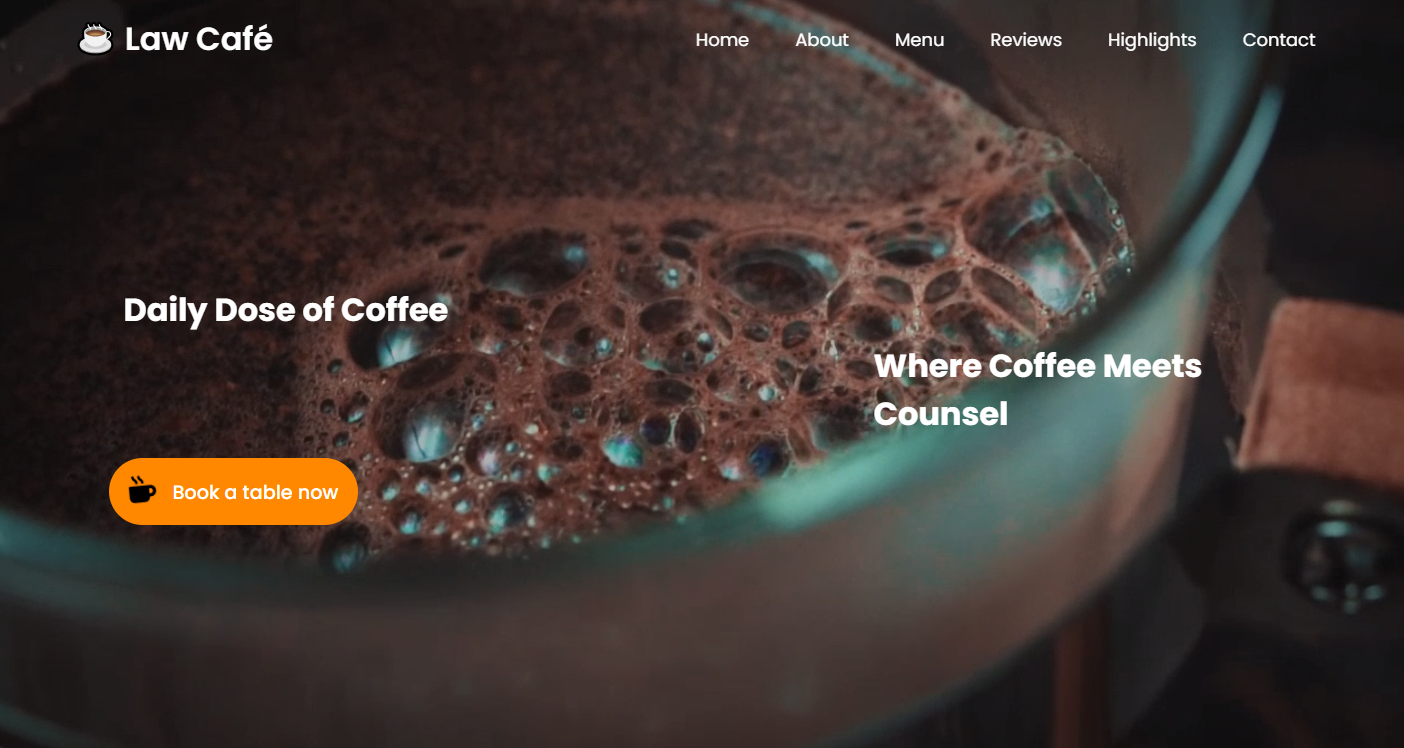 Law Café
Home
About
Menu
Reviews
Highlights
Contact
Daily Dose of Coffee
Where Coffee Meets
Counsel
Book a table now